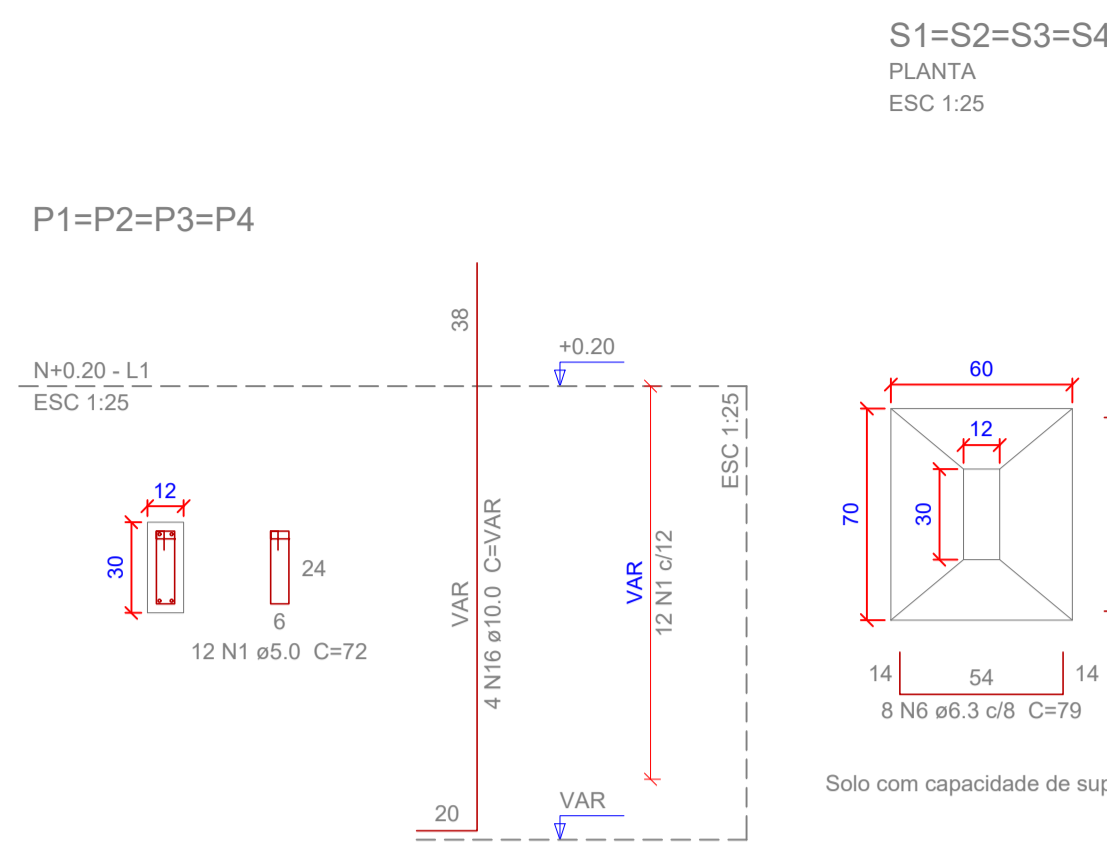 S1=S2=S3=S4
PLANTA
ESC 1:25
P1=P2=P3=P4
38
+0.20
N+0.20 - L1
ESC 1:25
ESC 1:25
12
30
24
6
12 N1 ø5.0 C=72
VAR
4 N16 ø10.0 C=VAR
VAR
12 N1 c/12
20
VAR
60
12
70
30
14
54
14
8 N6 ø6.3 c/8 C=79
Solo com capacidade de